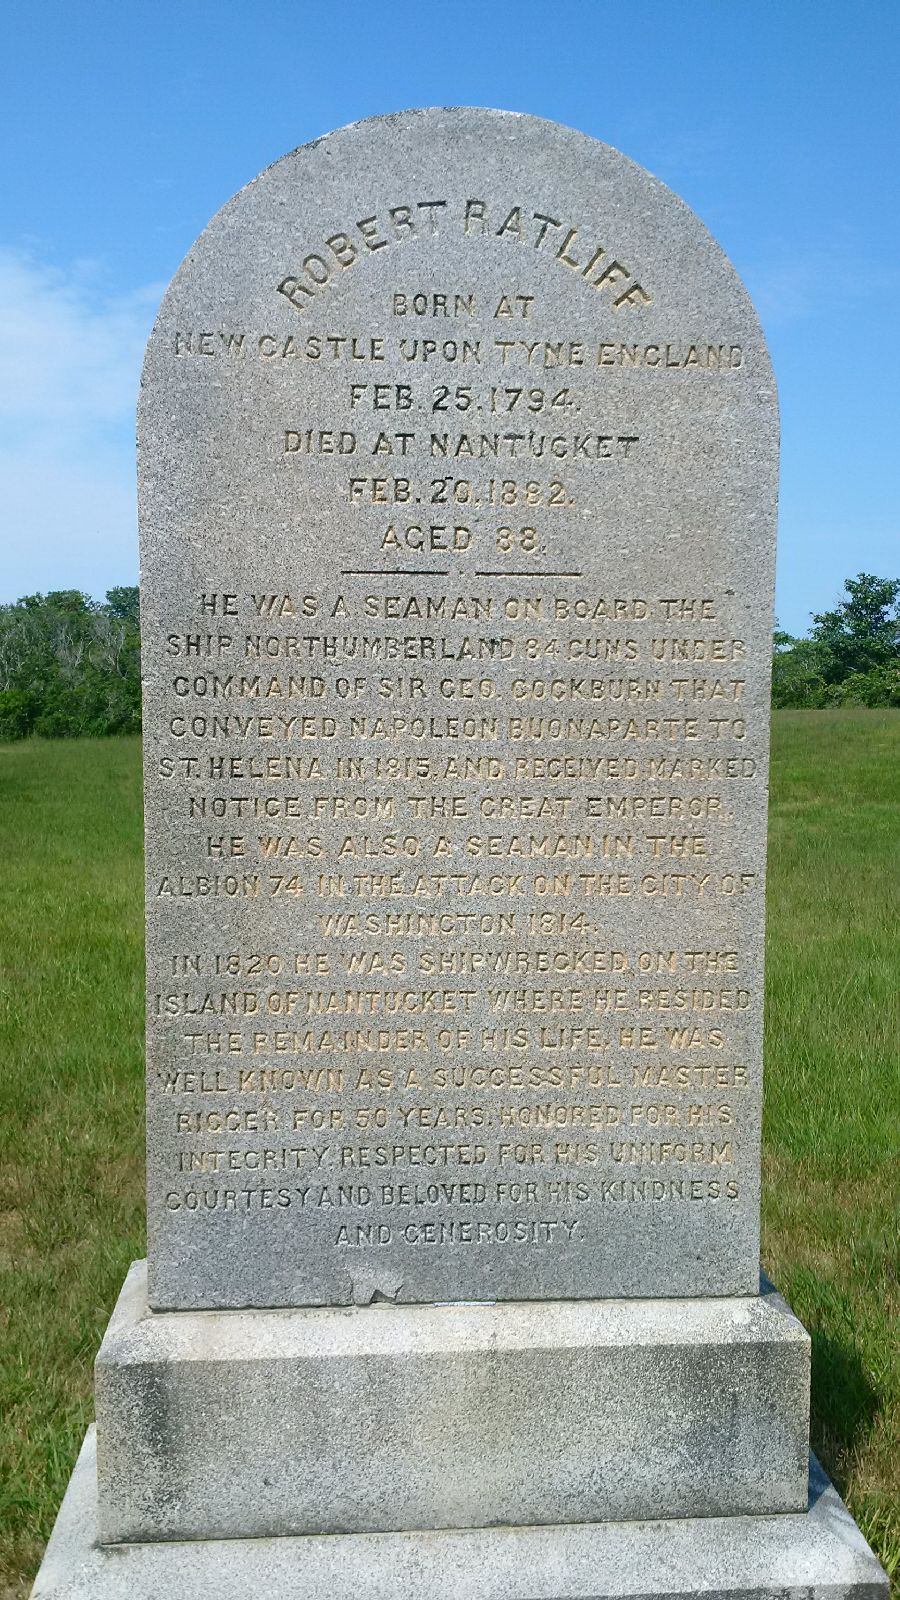 ROBERT RATLIFF
BORN AT
NEW CASTLE UPON TYNE ENGLAND
FEB. 25. 1794.
DIED AT NANTUCKET
FEB. 20, 1882.
AGED 88.
HE WAS A SEAMAN ON BOARD THE
SHIP NORTHUMBERLAND 84 GUNS UNDER
COMMAND OF SIR GEO. COCKBURN THAT
CONVEYED NAPOLEON BUONAPARTE TO
ST. HELENA IN 1815, AND RECEIVED MARKED
NOTICE FROM THE GREAT EMPEROR.
HE WAS ALSO A SEAMAN IN THE
ALBION 74 IN THE ATTACK ON THE CITY OF
WASHINGTON 1814.
IN 1820 HE WAS SHIPWRECKED ON THE
ISLAND OF NANTUCKET WHERE HE RESIDED
THE REMAINDER OF HIS LIFE. HE WAS
WELL KNOWN AS A SUCCESSFUL MASTER
RIGGER FOR 50 YEARS, HONORED FOR HIS
INTEGRITY, RESPECTED FOR HIS UNIFORM
COURTESY AND BELOVED FOR HIS KINDNESS
AND GENEROSITY.